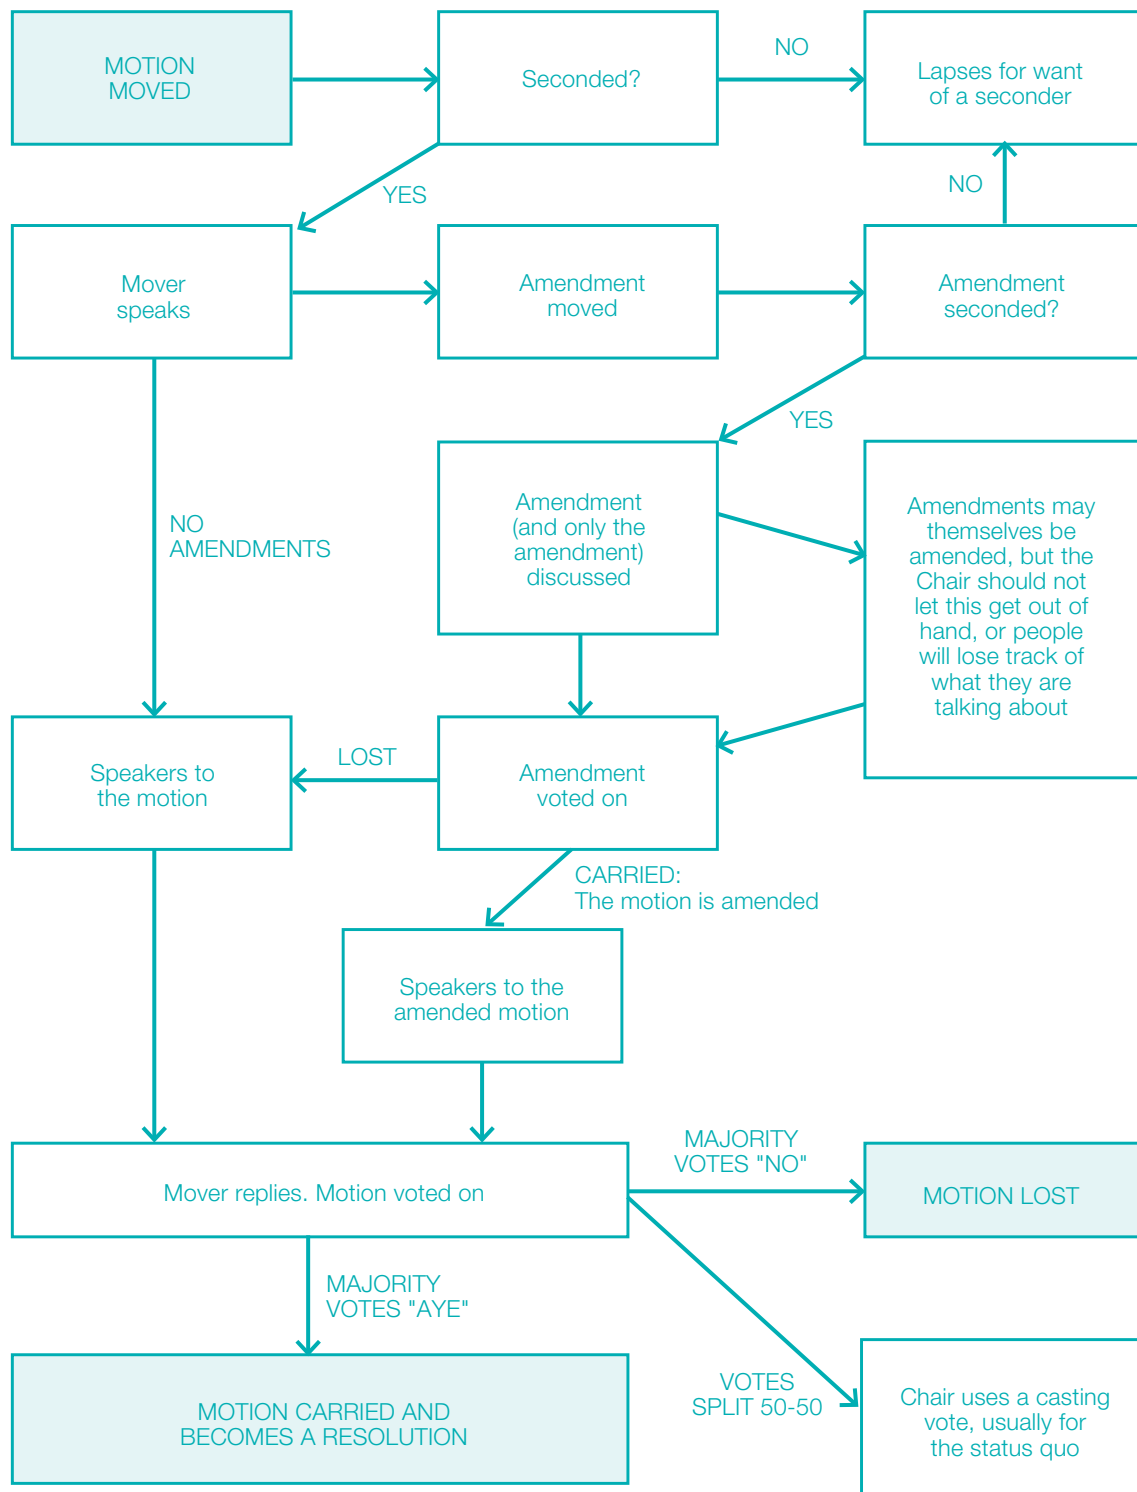 MOTION
MOVED
Seconded?
NO
Lapses for want
of a seconder
YES
NO
Mover
speaks
Amendment
moved
Amendment
seconded?
YES
NO
AMENDMENTS
Amendment
(and only the
amendment)
discussed
Amendments may
themselves be
amended, but the
Chair should not
let this get out of
hand, or people
will lose track of
what they are
talking about
Speakers to
the motion
LOST
Amendment
voted on
CARRIED:
The motion is amended
Speakers to the
amended motion
Mover replies. Motion voted on
MAJORITY
VOTES "NO"
MOTION LOST
MAJORITY
VOTES "AYE"
VOTES
SPLIT 50-50
MOTION CARRIED AND
BECOMES A RESOLUTION
Chair uses a casting
vote, usually for
the status quo